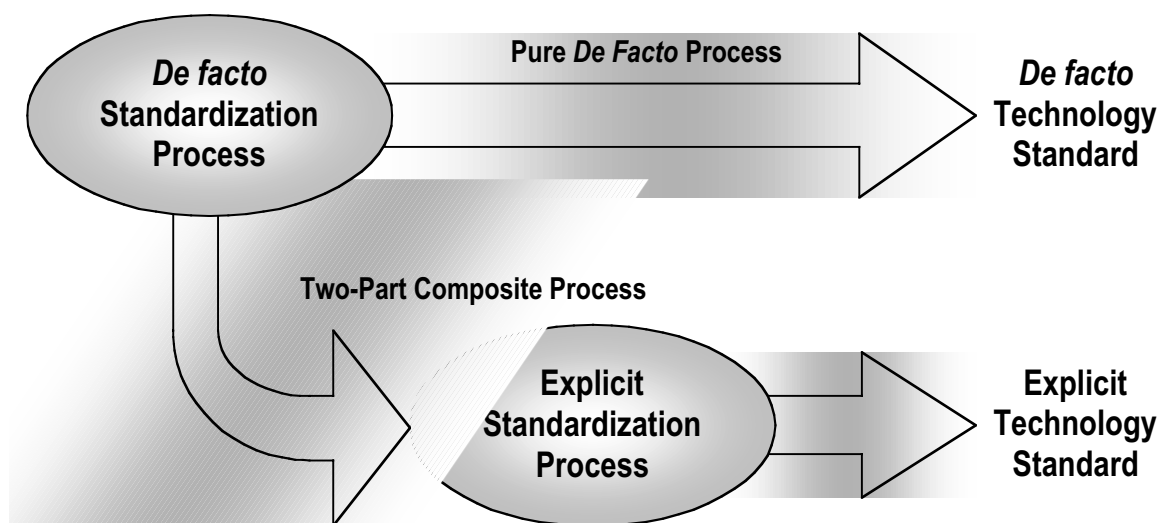 Pure De Facto Process
De facto
Standardization
Process
De facto
Technology
Standard
Two-Part Composite Process
Explicit
Standardization
Process
Explicit
Technology
Standard